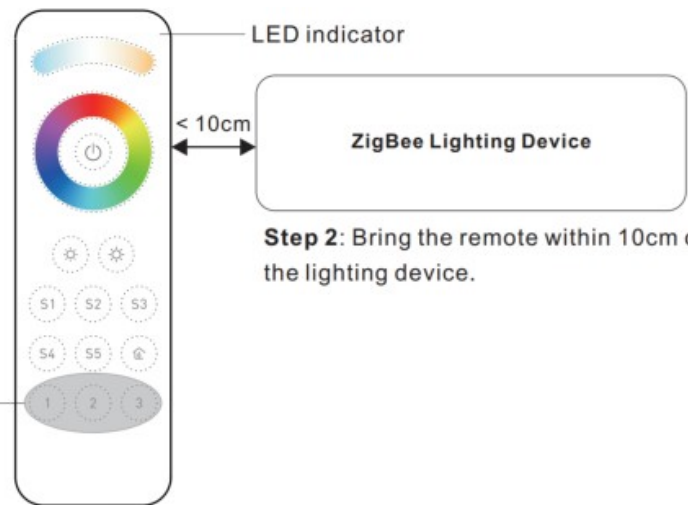 LED indicator
< 10cm
ZigBee Lighting Device
Step 2: Bring the remote within 10cm
the lighting device.
S1 S2 S3
S4 S5
1 2 3